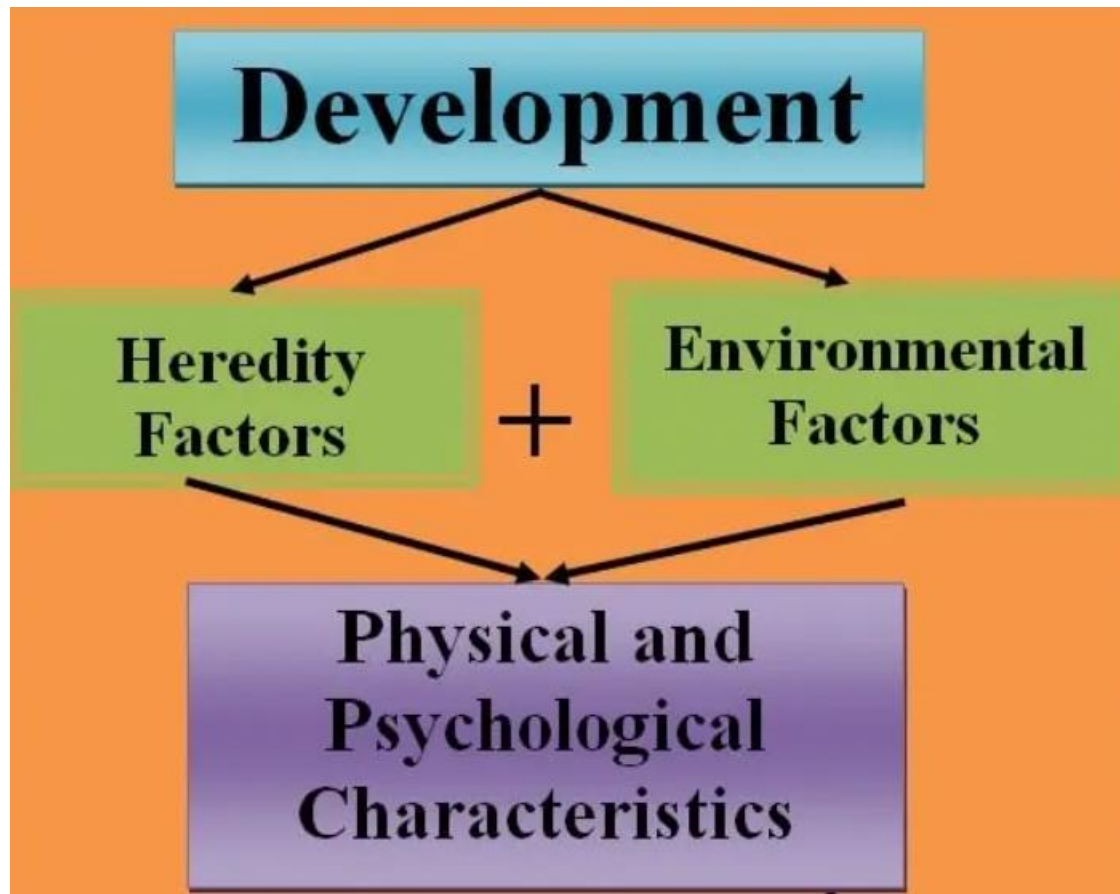 Development
Heredity
Factors
+
Environmental
Factors
Physical and
Psychological
Characteristics